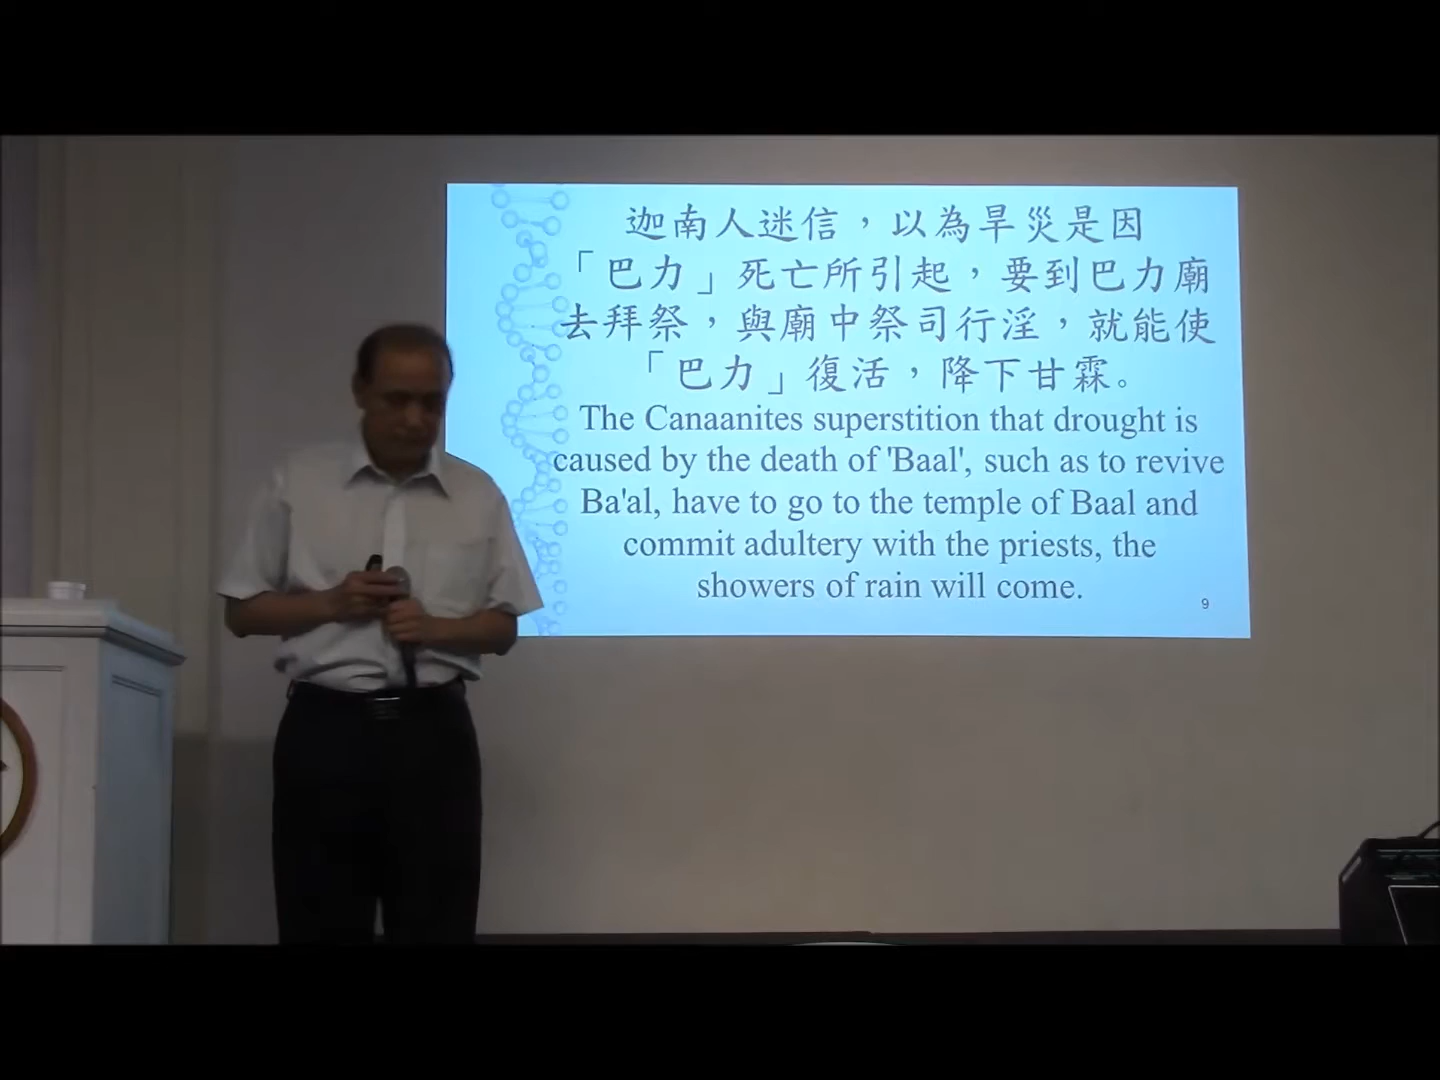 迦南人迷信，以為旱災是因
「巴力」死亡所引起，要到巴力廟
去拜祭，與廟中祭司行淫，就能使
「巴力」復活，降下甘霖。
The Canaanites superstition that drought is
caused by the death of 'Baal', such as to revive
Ba'al, have to go to the temple of Baal and
commit adultery with the priests, the
showers of rain will come.
9